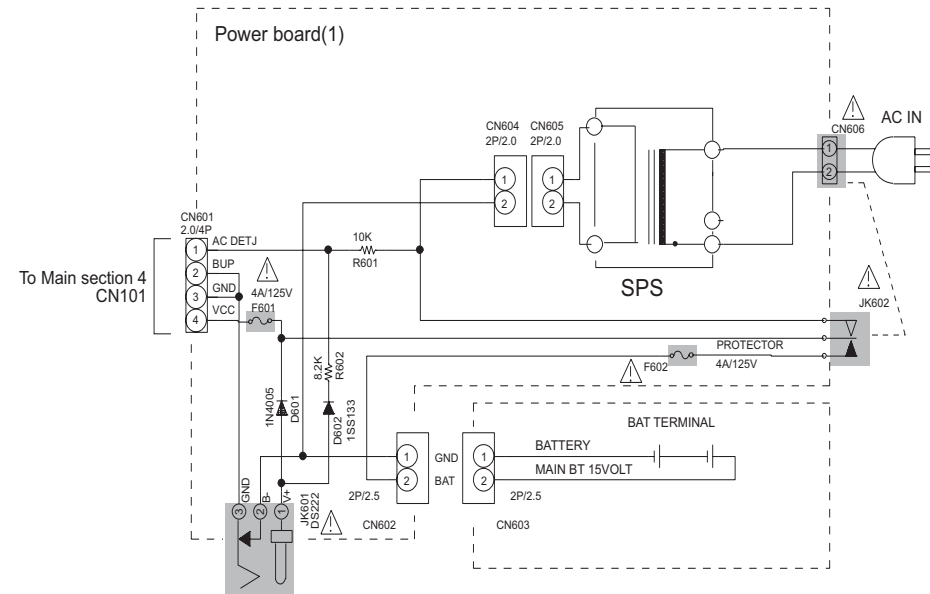 Power board(1)
AC IN
CN606
1
2
CN604
2P/2.0
1
2
CN605
2P/2.0
1
2
SPS
CN601
2.0/4P
1
2
3
4
AC DETJ
BUP
GND
VCC
To Main section 4
CN101
10K
R601
4A/125V
F601
JK602
PROTECTOR
4A/125V
F602
8.2K
R602
1N4005
D601
D602
1SS133
BAT TERMINAL
1
2
GND
BAT
1
2
BATTERY
MAIN BT 15VOLT
2P/2.5
CN602
2P/2.5
CN603
GND
B-
V+
3
2
1
JK601
DS222